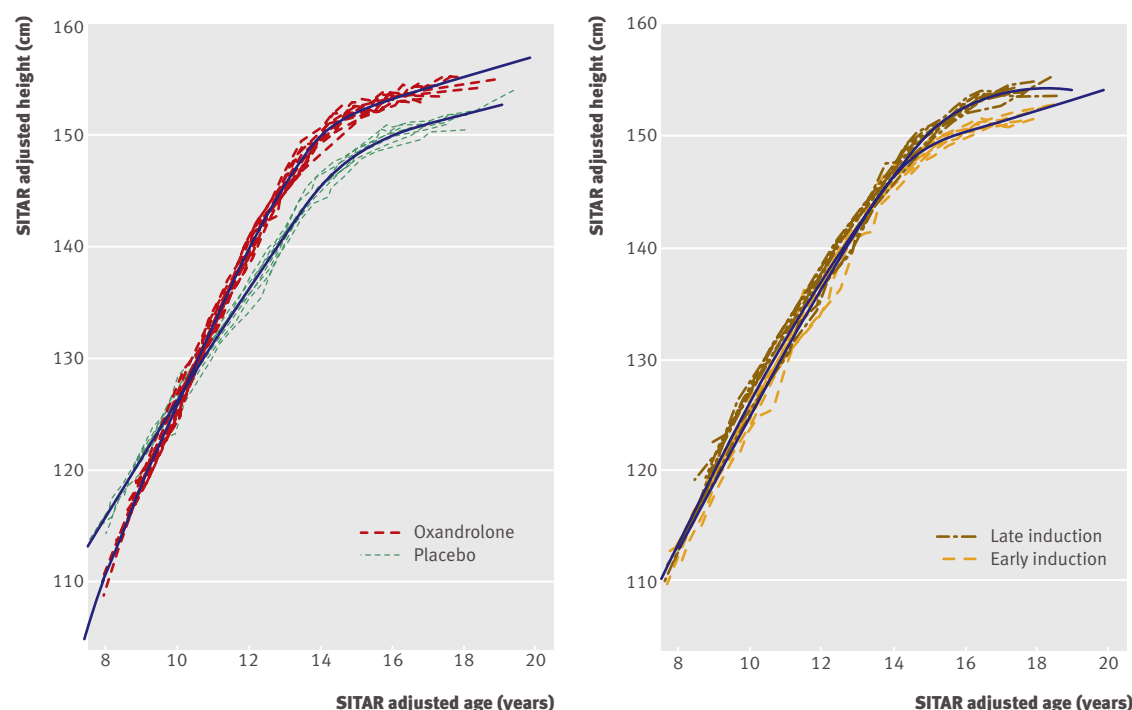 SITAR adjusted height (cm)
160
150
140
130
120
110
Oxandrolone
Placebo
8 10 12 14 16 18 20
SITAR adjusted age (years)
SITAR adjusted height (cm)
160
150
140
130
120
110
Late induction
Early induction
8 10 12 14 16 18 20
SITAR adjusted age (years)